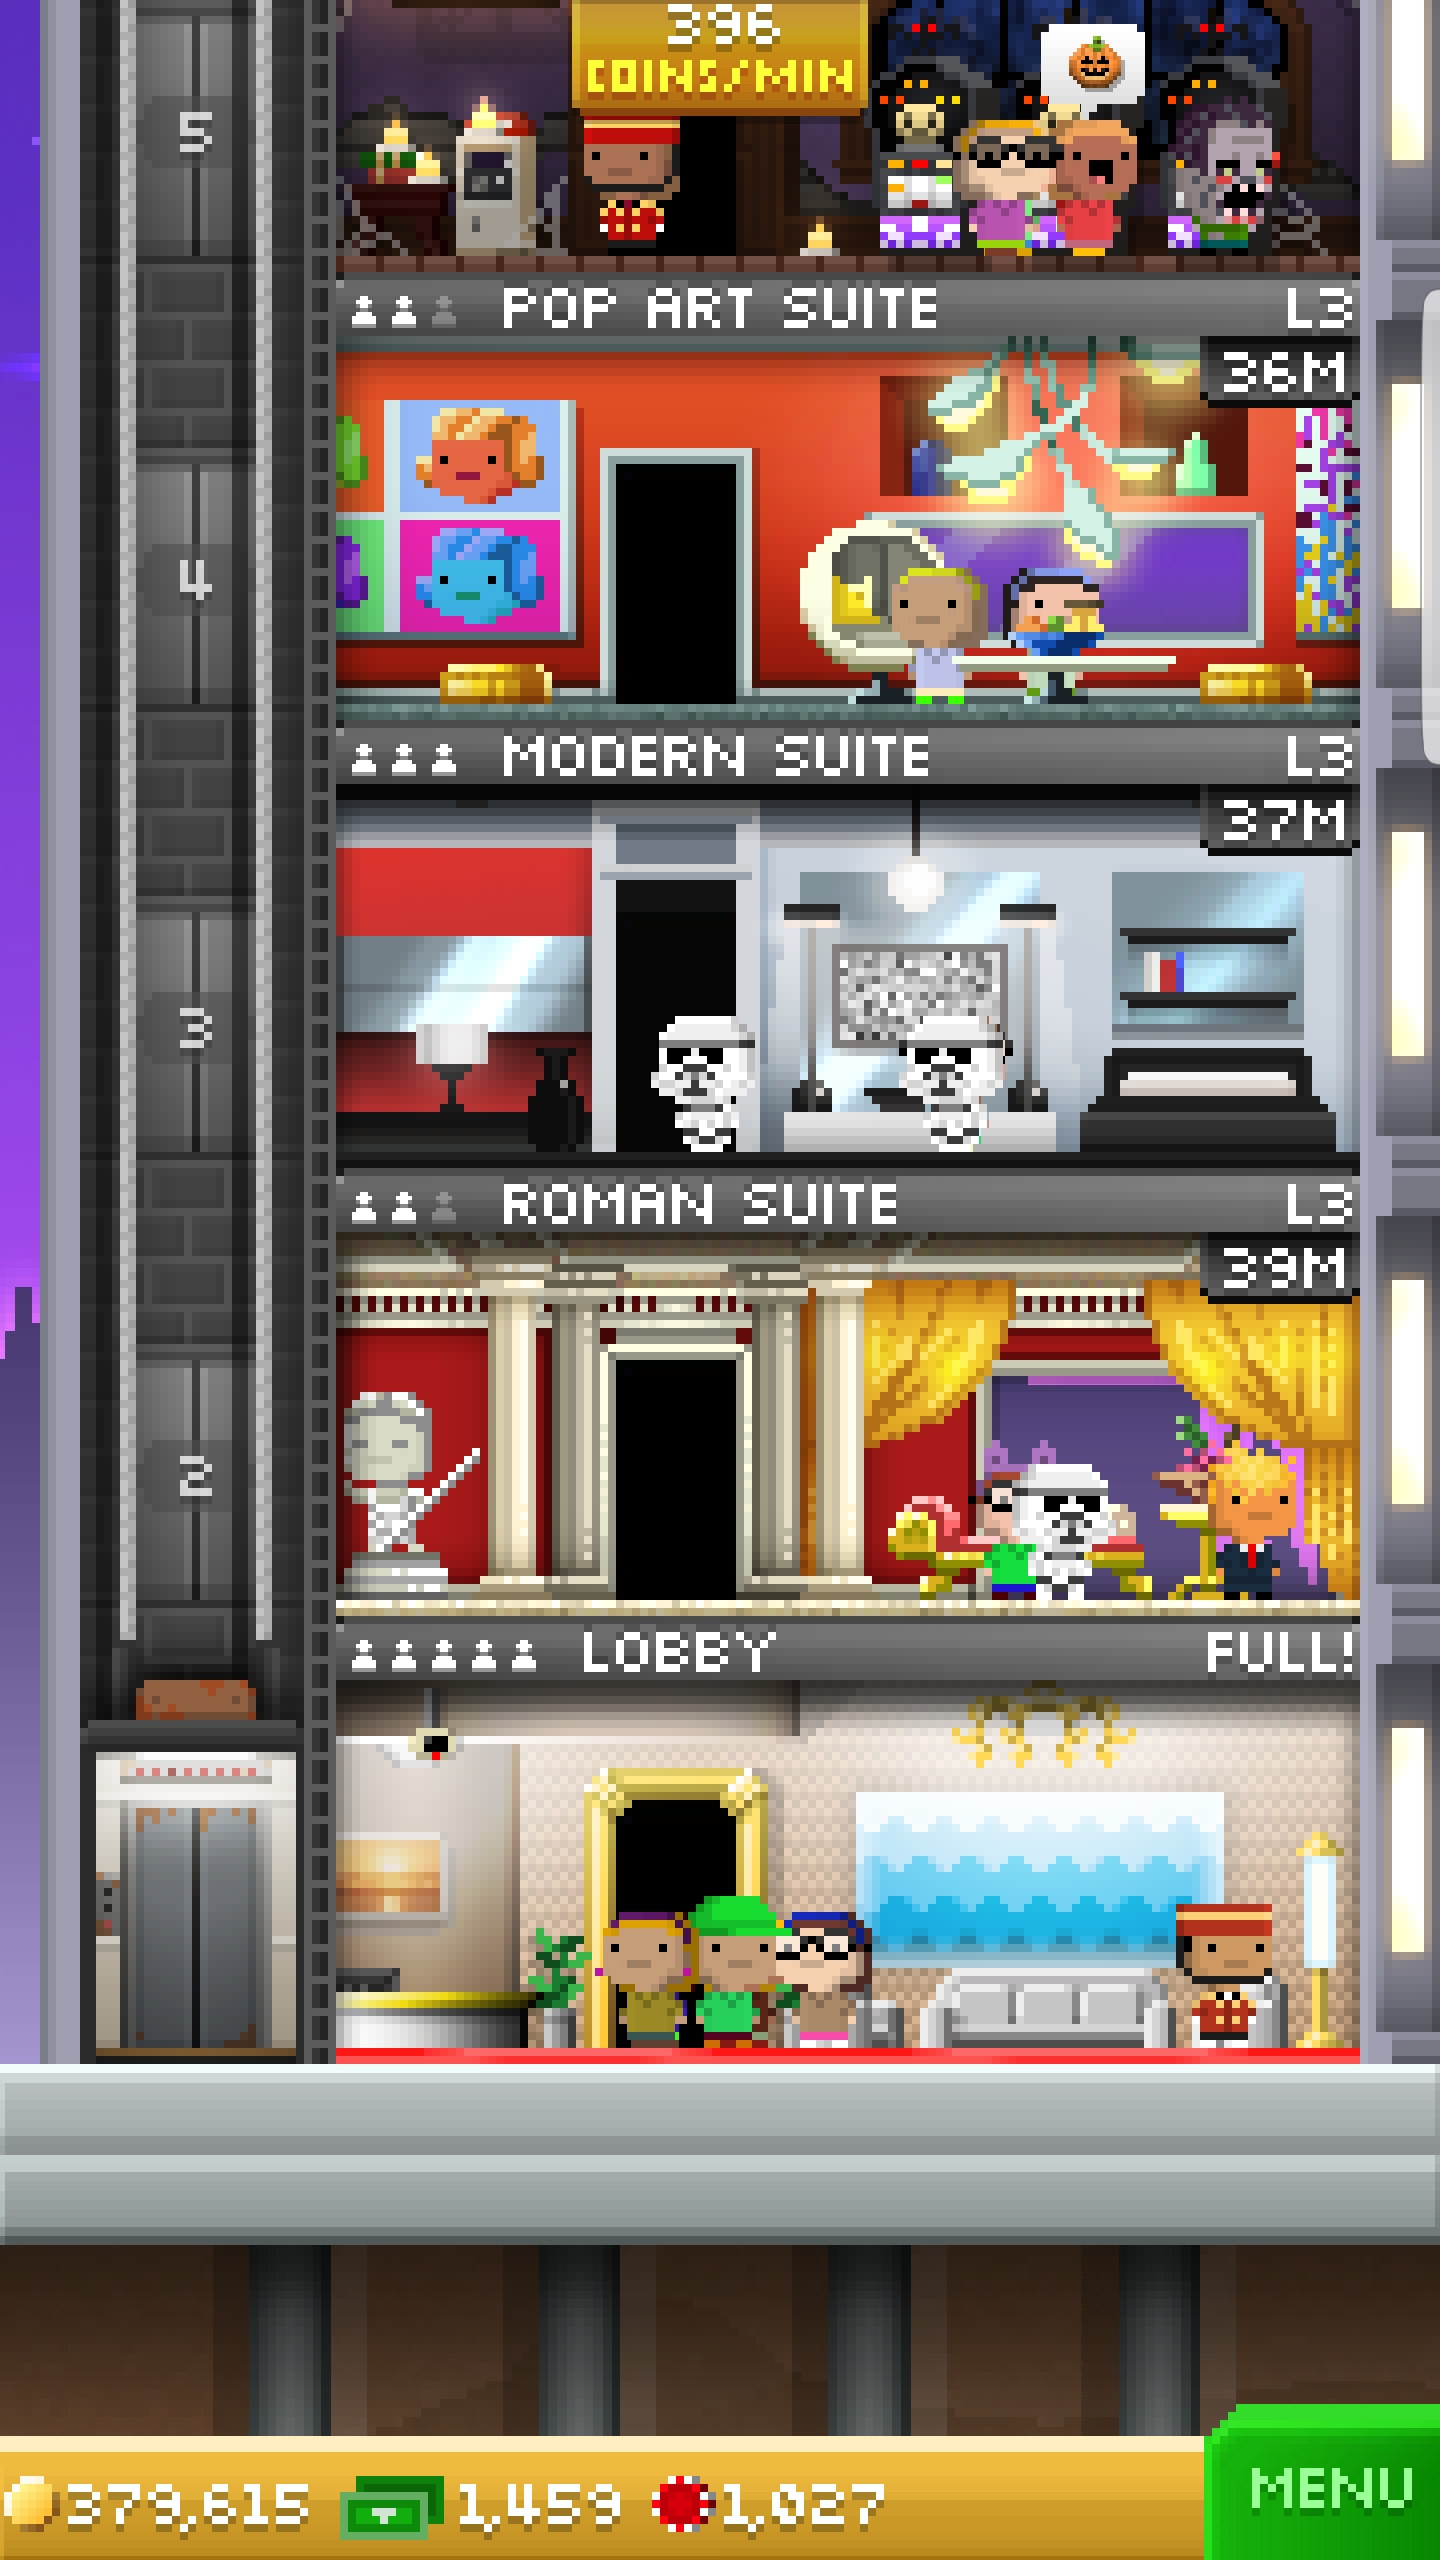 396
COINS/MIN
5
POP ART SUITE L3
36M
4
MODERN SUITE L3
37M
3
ROMAN SUITE L3
39M
2
LOBBY FULL!
379,615 1,459 1,027 MENU